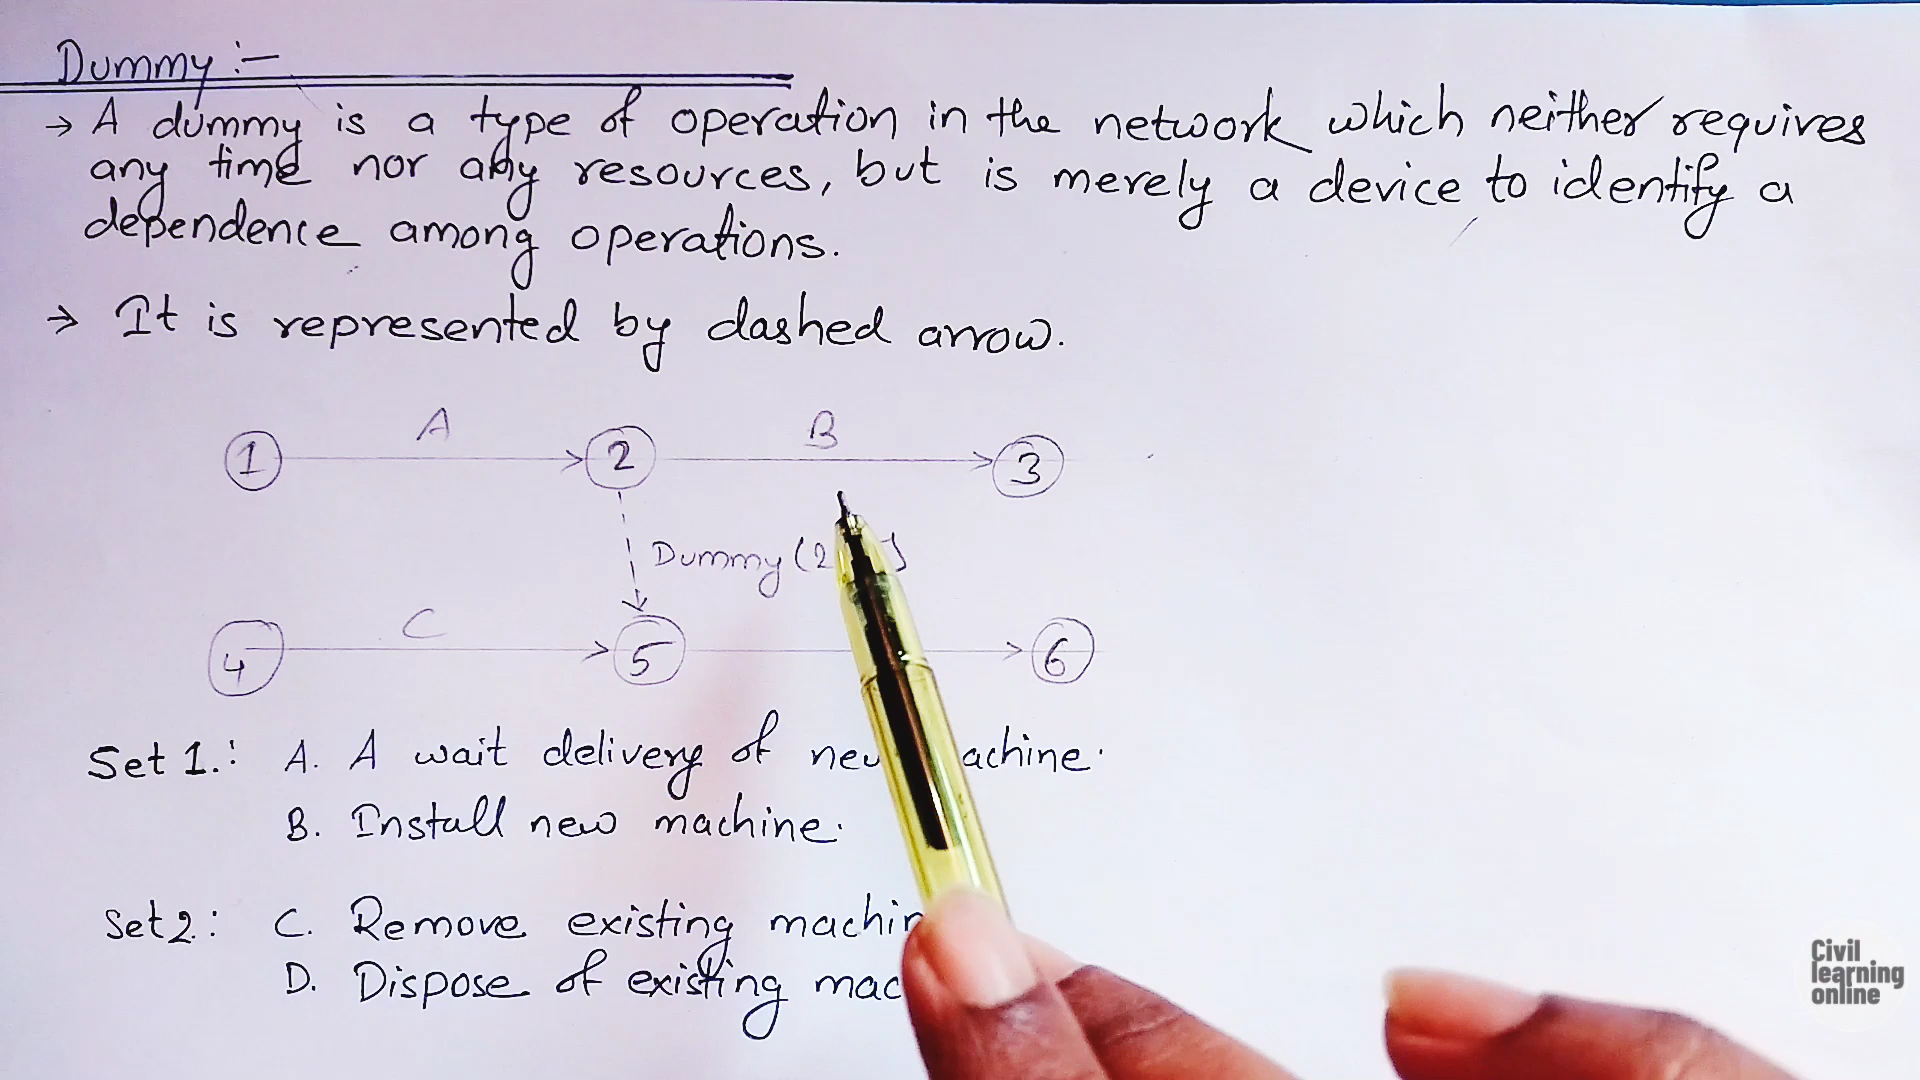 Dummy :-
→ A dummy is a type of operation in the network which neither requires
any time nor any resources, but is merely a device to identify a
dependence among operations.
→ It is represented by dashed arrow.
A B
1 2 3
Dummy (2
C
4 5 6
Set 1.: A. A wait delivery of new machine.
B. Install new machine.
Set 2: C. Remove existing machin
D. Dispose of existing mac
Civil
learning
online